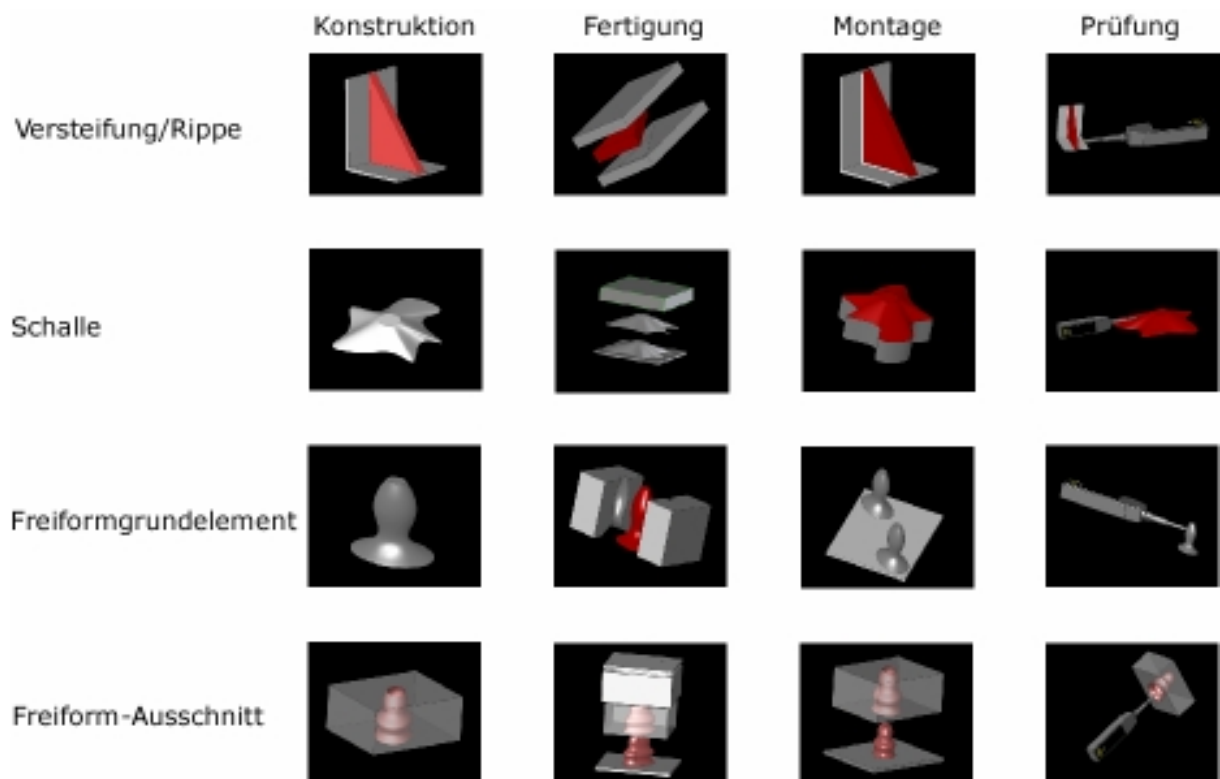 Konstruktion Fertigung Montage Prüfung
Versteifung/Rippe
Schalle
Freiformgrundelement
Freiform-Ausschnitt